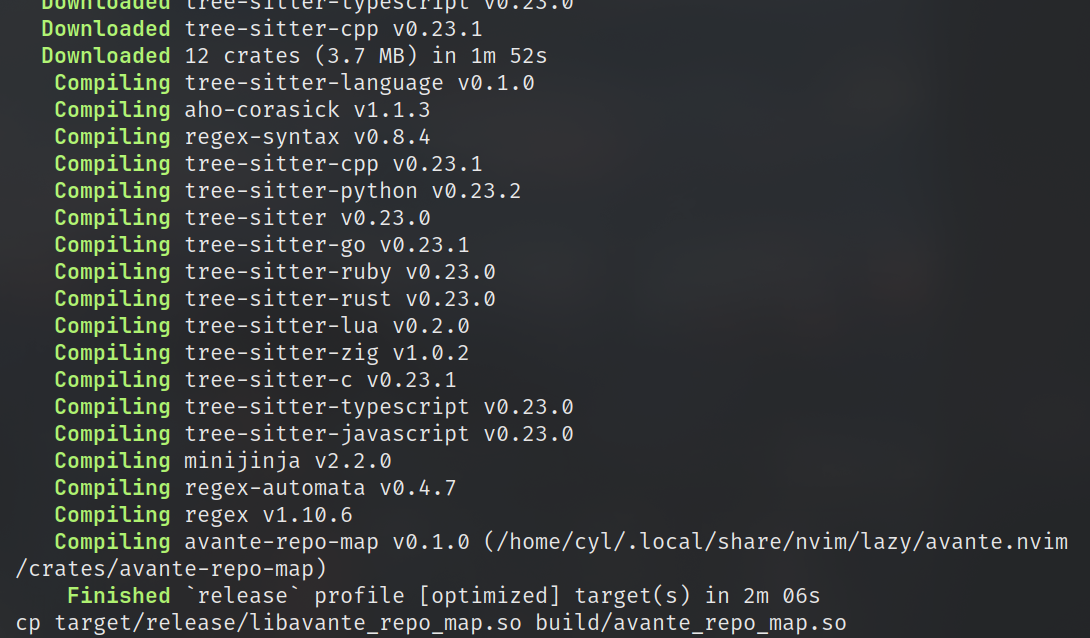 Downloaded tree-sitter-typescript v0.23.0
Downloaded tree-sitter-cpp v0.23.1
Downloaded 12 crates (3.7 MB) in 1m 52s
Compiling tree-sitter-language v0.1.0
Compiling aho-corasick v1.1.3
Compiling regex-syntax v0.8.4
Compiling tree-sitter-cpp v0.23.1
Compiling tree-sitter-python v0.23.2
Compiling tree-sitter v0.23.0
Compiling tree-sitter-go v0.23.1
Compiling tree-sitter-ruby v0.23.0
Compiling tree-sitter-rust v0.23.0
Compiling tree-sitter-lua v0.2.0
Compiling tree-sitter-zig v1.0.2
Compiling tree-sitter-c v0.23.1
Compiling tree-sitter-typescript v0.23.0
Compiling tree-sitter-javascript v0.23.0
Compiling minijinja v2.2.0
Compiling regex-automata v0.4.7
Compiling regex v1.10.6
Compiling avante-repo-map v0.1.0 (/home/cyl/.local/share/nvim/lazy/avante.nvim
/crates/avante-repo-map)
Finished `release` profile [optimized] target(s) in 2m 06s
cp target/release/libavante_repo_map.so build/avante_repo_map.so